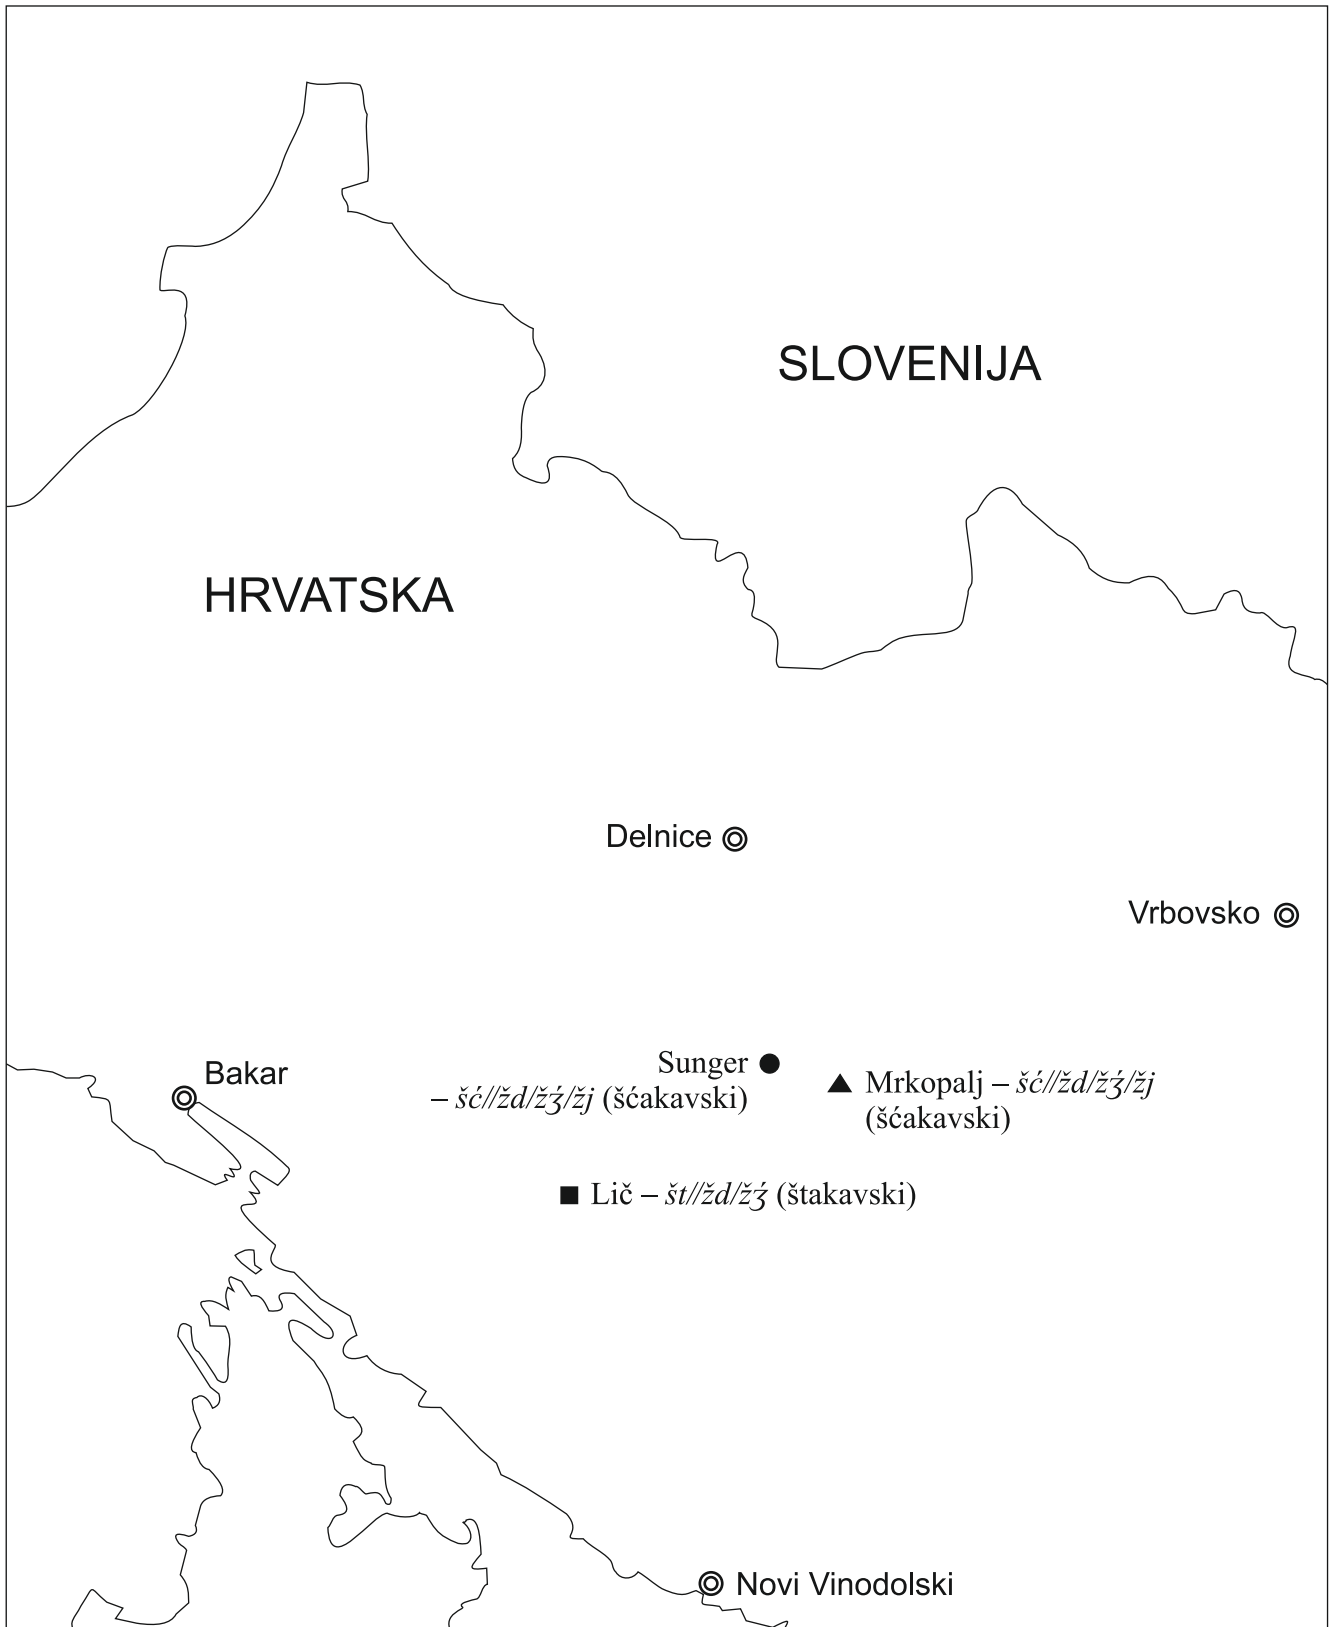 SLOVENIJA
HRVATSKA
Delnice
Vrbovsko
Bakar
Sunger
– šć//žd/žʒ́/žj (šćakavski)
Mrkopalj – šć//žd/žʒ́/žj
(šćakavski)
Lič – št//žd/žʒ́ (štakavski)
Novi Vinodolski